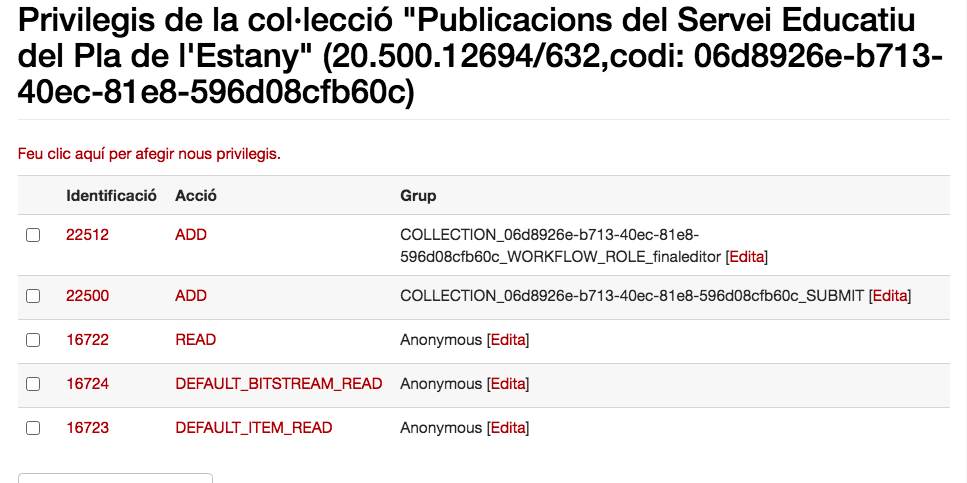 Privilegis de la col·lecció "Publicacions del Servei Educatiu
del Pla de l'Estany" (20.500.12694/632,codi: 06d8926e-b713-
40ec-81e8-596d08cfb60c)
Feu clic aquí per afegir nous privilegis.
Identificació Acció Grup
22512 ADD COLLECTION_06d8926e-b713-40ec-81e8-
596d08cfb60c_WORKFLOW_ROLE_finaleditor [Edita]
22500 ADD COLLECTION_06d8926e-b713-40ec-81e8-596d08cfb60c_SUBMIT [Edita]
16722 READ Anonymous [Edita]
16724 DEFAULT_BITSTREAM_READ Anonymous [Edita]
16723 DEFAULT_ITEM_READ Anonymous [Edita]